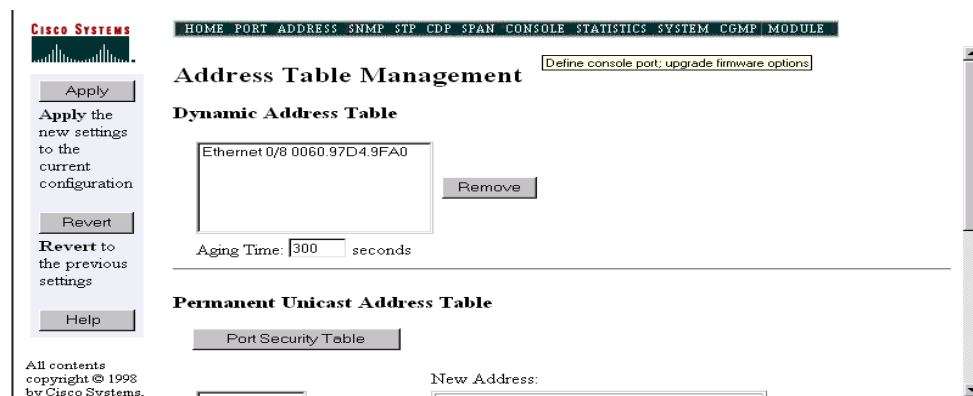 CISCO SYSTEMS
HOME PORT ADDRESS SNMP STP CDP SPAN CONSOLE STATISTICS SYSTEM CGMP MODULE
Define console port; upgrade firmware options
Address Table Management
Apply
Apply the
new settings
to the
current
configuration
Revert
Revert to
the previous
settings
Help
All contents
copyright © 1998
by Cisco Systems,
Dynamic Address Table
Ethernet 0/8 0060.97D4.9FA0
Remove
Aging Time: 300 seconds
Permanent Unicast Address Table
Port Security Table
New Address: